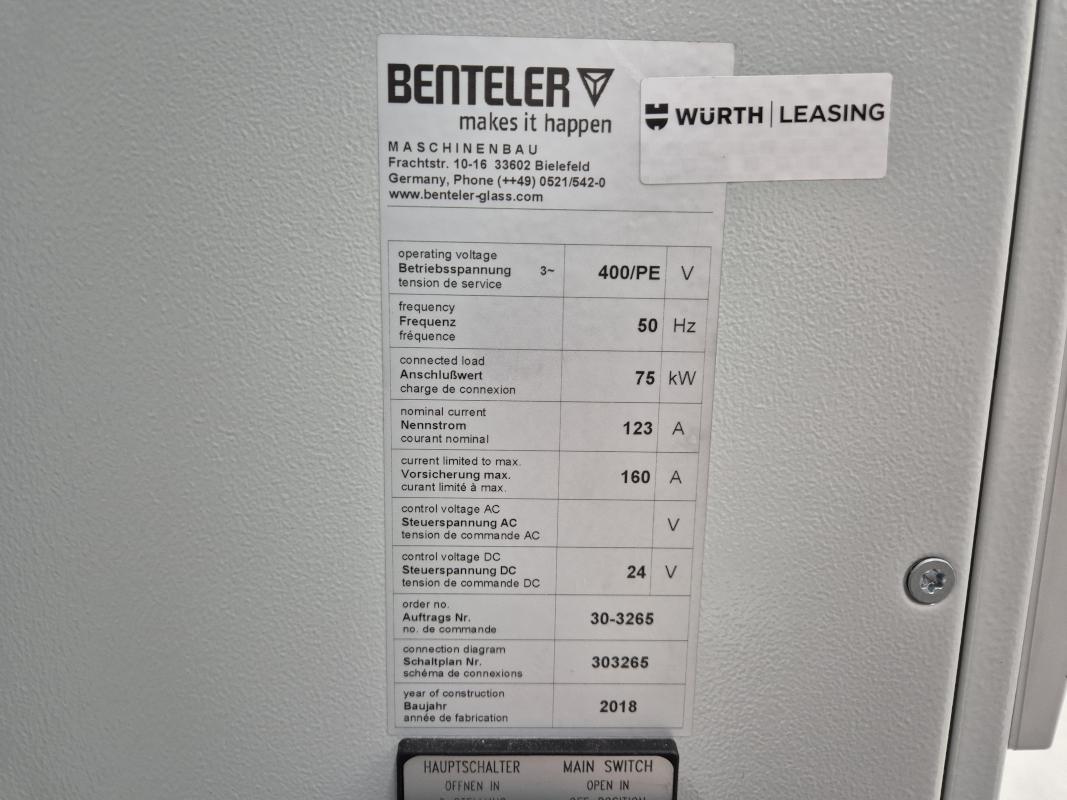 BENTELER
makes it happen
WÜRTH LEASING
MASCHINENBAU
Frachtstr. 10-16 33602 Bielefeld
Germany, Phone (++49) 0521/542-0
www.benteler-glass.com
operating voltage
Betriebsspannung 3~ 400/PE V
tension de service
frequency
Frequenz 50 Hz
fréquence
connected load
Anschlußwert 75 kW
charge de connexion
nominal current
Nennstrom 123 A
courant nominal
current limited to max.
Vorsicherung max. 160 A
curant limité à max.
control voltage AC
Steuerspannung AC V
tension de commande AC
control voltage DC
Steuerspannung DC 24 V
tension de commande DC
order no.
Auftrags Nr. 30-3265
no. de commande
connection diagram
Schaltplan Nr. 303265
schéma de connexions
year of construction
Baujahr 2018
année de fabrication
HAUPTSCHALTER MAIN SWITCH
ÖFFNEN IN OPEN IN